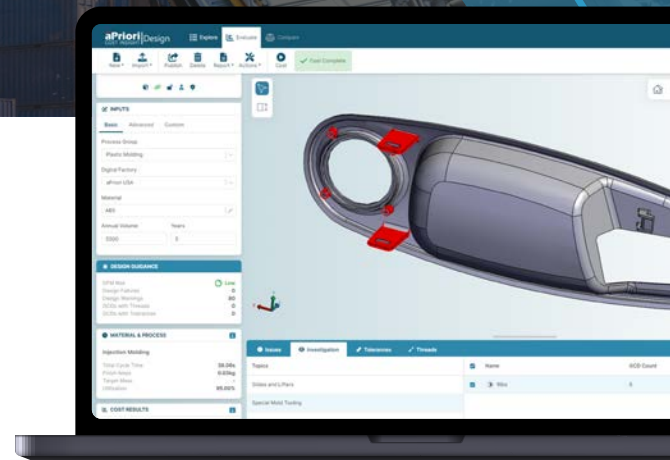 aPriori Design
COST INSIGHT
Explore
Evaluate
Compare
New
Import
Publish
Delete
Report
Actions
Cost
Cost Complete
INPUTS
Basic Advanced Custom
Process Group
Plastic Molding
Digital Factory
aPriori USA
Material
ABS
Annual Volume Years
5500 5
DESIGN GUIDANCE
DFM Risk Low
Design Failures 0
Design Warnings 80
GCDs with Threads 0
GCDs with Tolerances 0
MATERIAL & PROCESS
Injection Molding
Total Cycle Time
Finish Mass 0.03kg
Target Mass -
Utilization
COST RESULTS
Issues Investigation Tolerances Threads
Topics Name GCD Count
Slides and Lifters
Special Mold Tooling